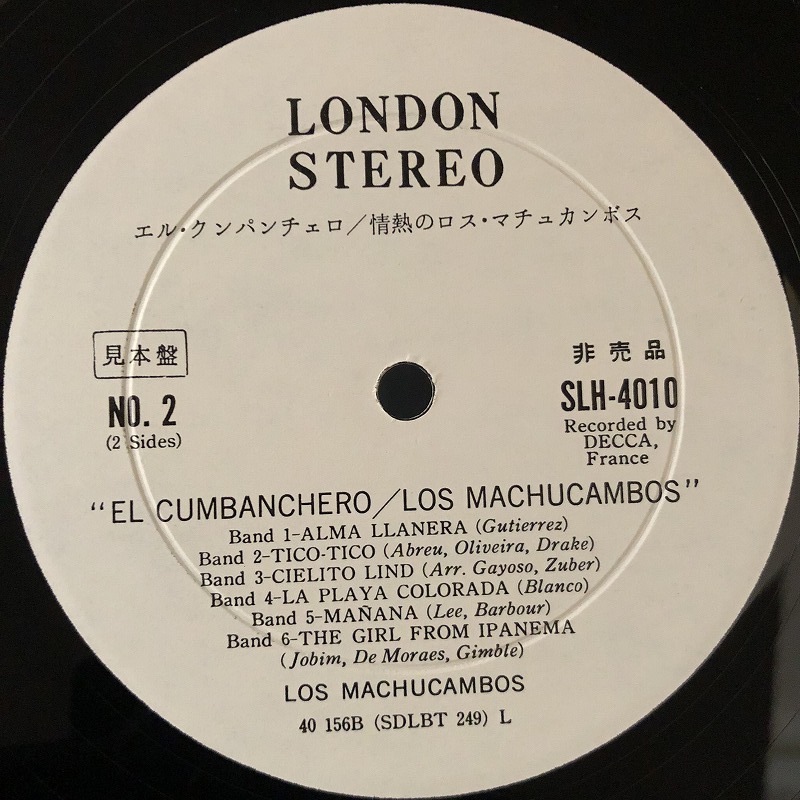 LONDON
STEREO
エル・クンパンチェロ／情熱のロス・マチュカンボス
見本盤
NO. 2
(2 Sides)
非売品
SLH-4010
Recorded by
DECCA,
France
"EL CUMBANCHERO/LOS MACHUCAMBOS"
Band 1-ALMA LLANERA (Gutierrez)
Band 2-TICO-TICO (Abreu, Oliveira, Drake)
Band 3-CIELITO LIND (Arr. Gayoso, Zuber)
Band 4-LA PLAYA COLORADA (Blanco)
Band 5-MAÑANA (Lee, Barbour)
Band 6-THE GIRL FROM IPANEMA
(Jobim, De Moraes, Gimble)
LOS MACHUCAMBOS
40 156B (SDLBT 249) L